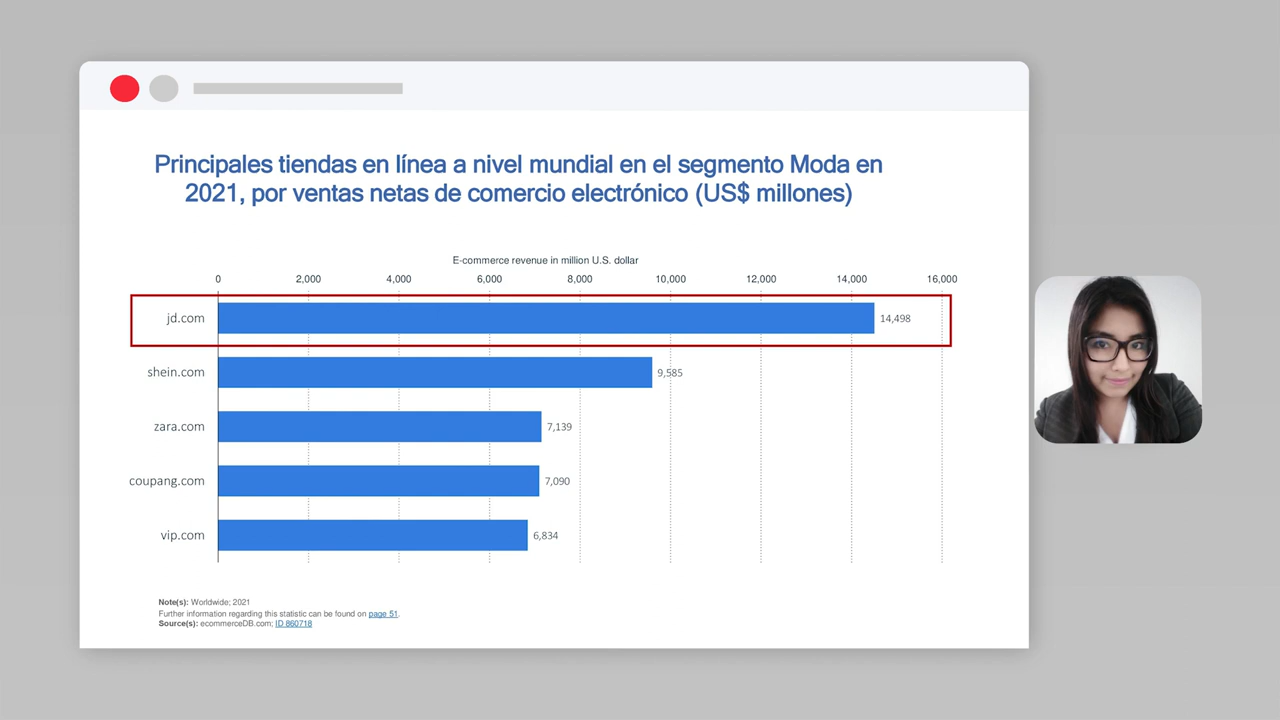 Principales tiendas en línea a nivel mundial en el segmento Moda en
2021, por ventas netas de comercio electrónico (US$ millones)
E-commerce revenue in million U.S. dollar
0 2,000 4,000 6,000 8,000 10,000 12,000 14,000 16,000
jd.com 14,498
shein.com 9,585
zara.com 7,139
coupang.com 7,090
vip.com 6,834
Note(s): Worldwide; 2021
Further information regarding this statistic can be found on page 51.
Source(s): ecommerceDB.com; ID 860718